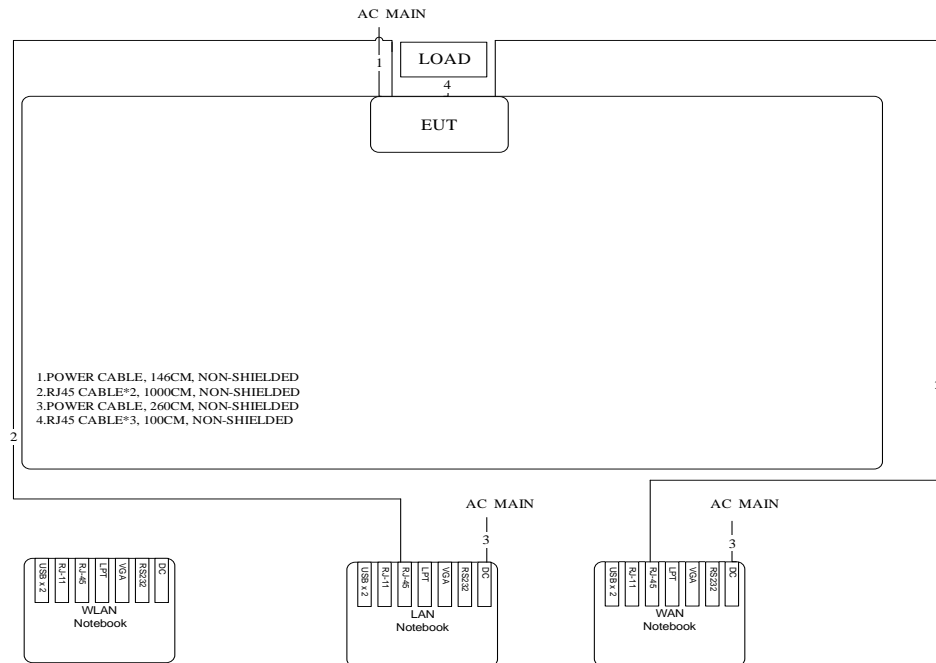 AC MAIN
1
LOAD
4
EUT
1.POWER CABLE, 146CM, NON-SHIELDED
2.RJ45 CABLE*2, 1000CM, NON-SHIELDED
3.POWER CABLE, 260CM, NON-SHIELDED
4.RJ45 CABLE*3, 100CM, NON-SHIELDED
2
AC MAIN
3
AC MAIN
3
USB x 2
RJ-11
RJ-45
LPT
VGA
RS232
DC
WLAN
Notebook
USB x 2
RJ-11
RJ-45
LPT
VGA
RS232
DC
LAN
Notebook
USB x 2
RJ-11
RJ-45
LPT
VGA
RS232
DC
WAN
Notebook